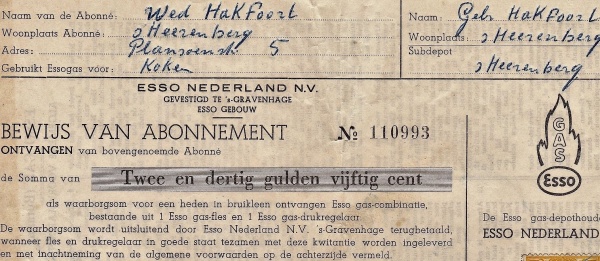 Naam van de Abonné: Wed Hakfoort
Woonplaats Abonné: s Heerenberg
Adres: 5
Gebruikt Essogas voor: Koken
Naam: Gebr Hakfoort
Woonplaats: s Heerenberg
Subdepot
s Heerenberg
ESSO NEDERLAND N.V.
GEVESTIGD TE 's-GRAVENHAGE
ESSO GEBOUW
BEWIJS VAN ABONNEMENT № 110993
ONTVANGEN van bovengenoemde Abonné
de Somma van Twee en dertig gulden vijftig cent
als waarborgsom voor een heden in bruikleen ontvangen Esso gas-combinatie,
bestaande uit 1 Esso gas-fles en 1 Esso gas-drukregelaar.
De waarborgsom wordt uitsluitend door Esso Nederland N.V. 's-Gravenhage terugbetaald,
wanneer fles en drukregelaar in goede staat tezamen met deze kwitantie worden ingeleverd
en met inachtneming van de algemene voorwaarden op de achterzijde vermeld.
GAS
Esso
De Esso gas-depothoude
ESSO NEDERLAND